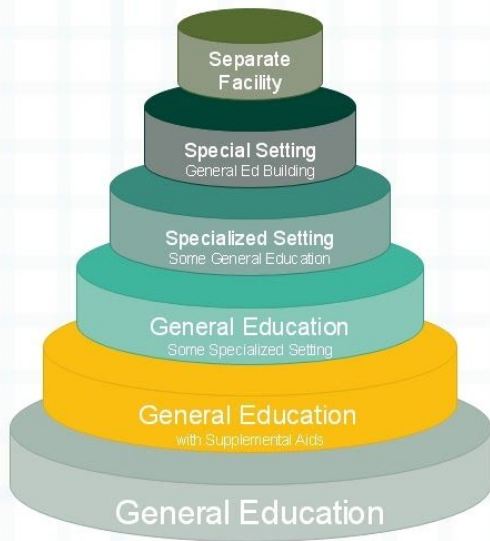 Separate
Facility
Special Setting
General Ed Building
Specialized Setting
Some General Education
General Education
Some Specialized Setting
General Education
with Supplemental Aids
General Education